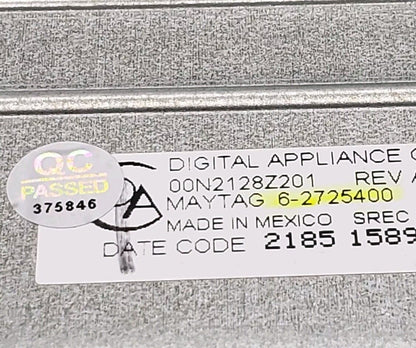 QC
PASSED
375846
DIGITAL APPLIANCE
00N2128Z201 REV
MAYTAG 6-2725400
MADE IN MEXICO SREC
DATE CODE 2185 1589